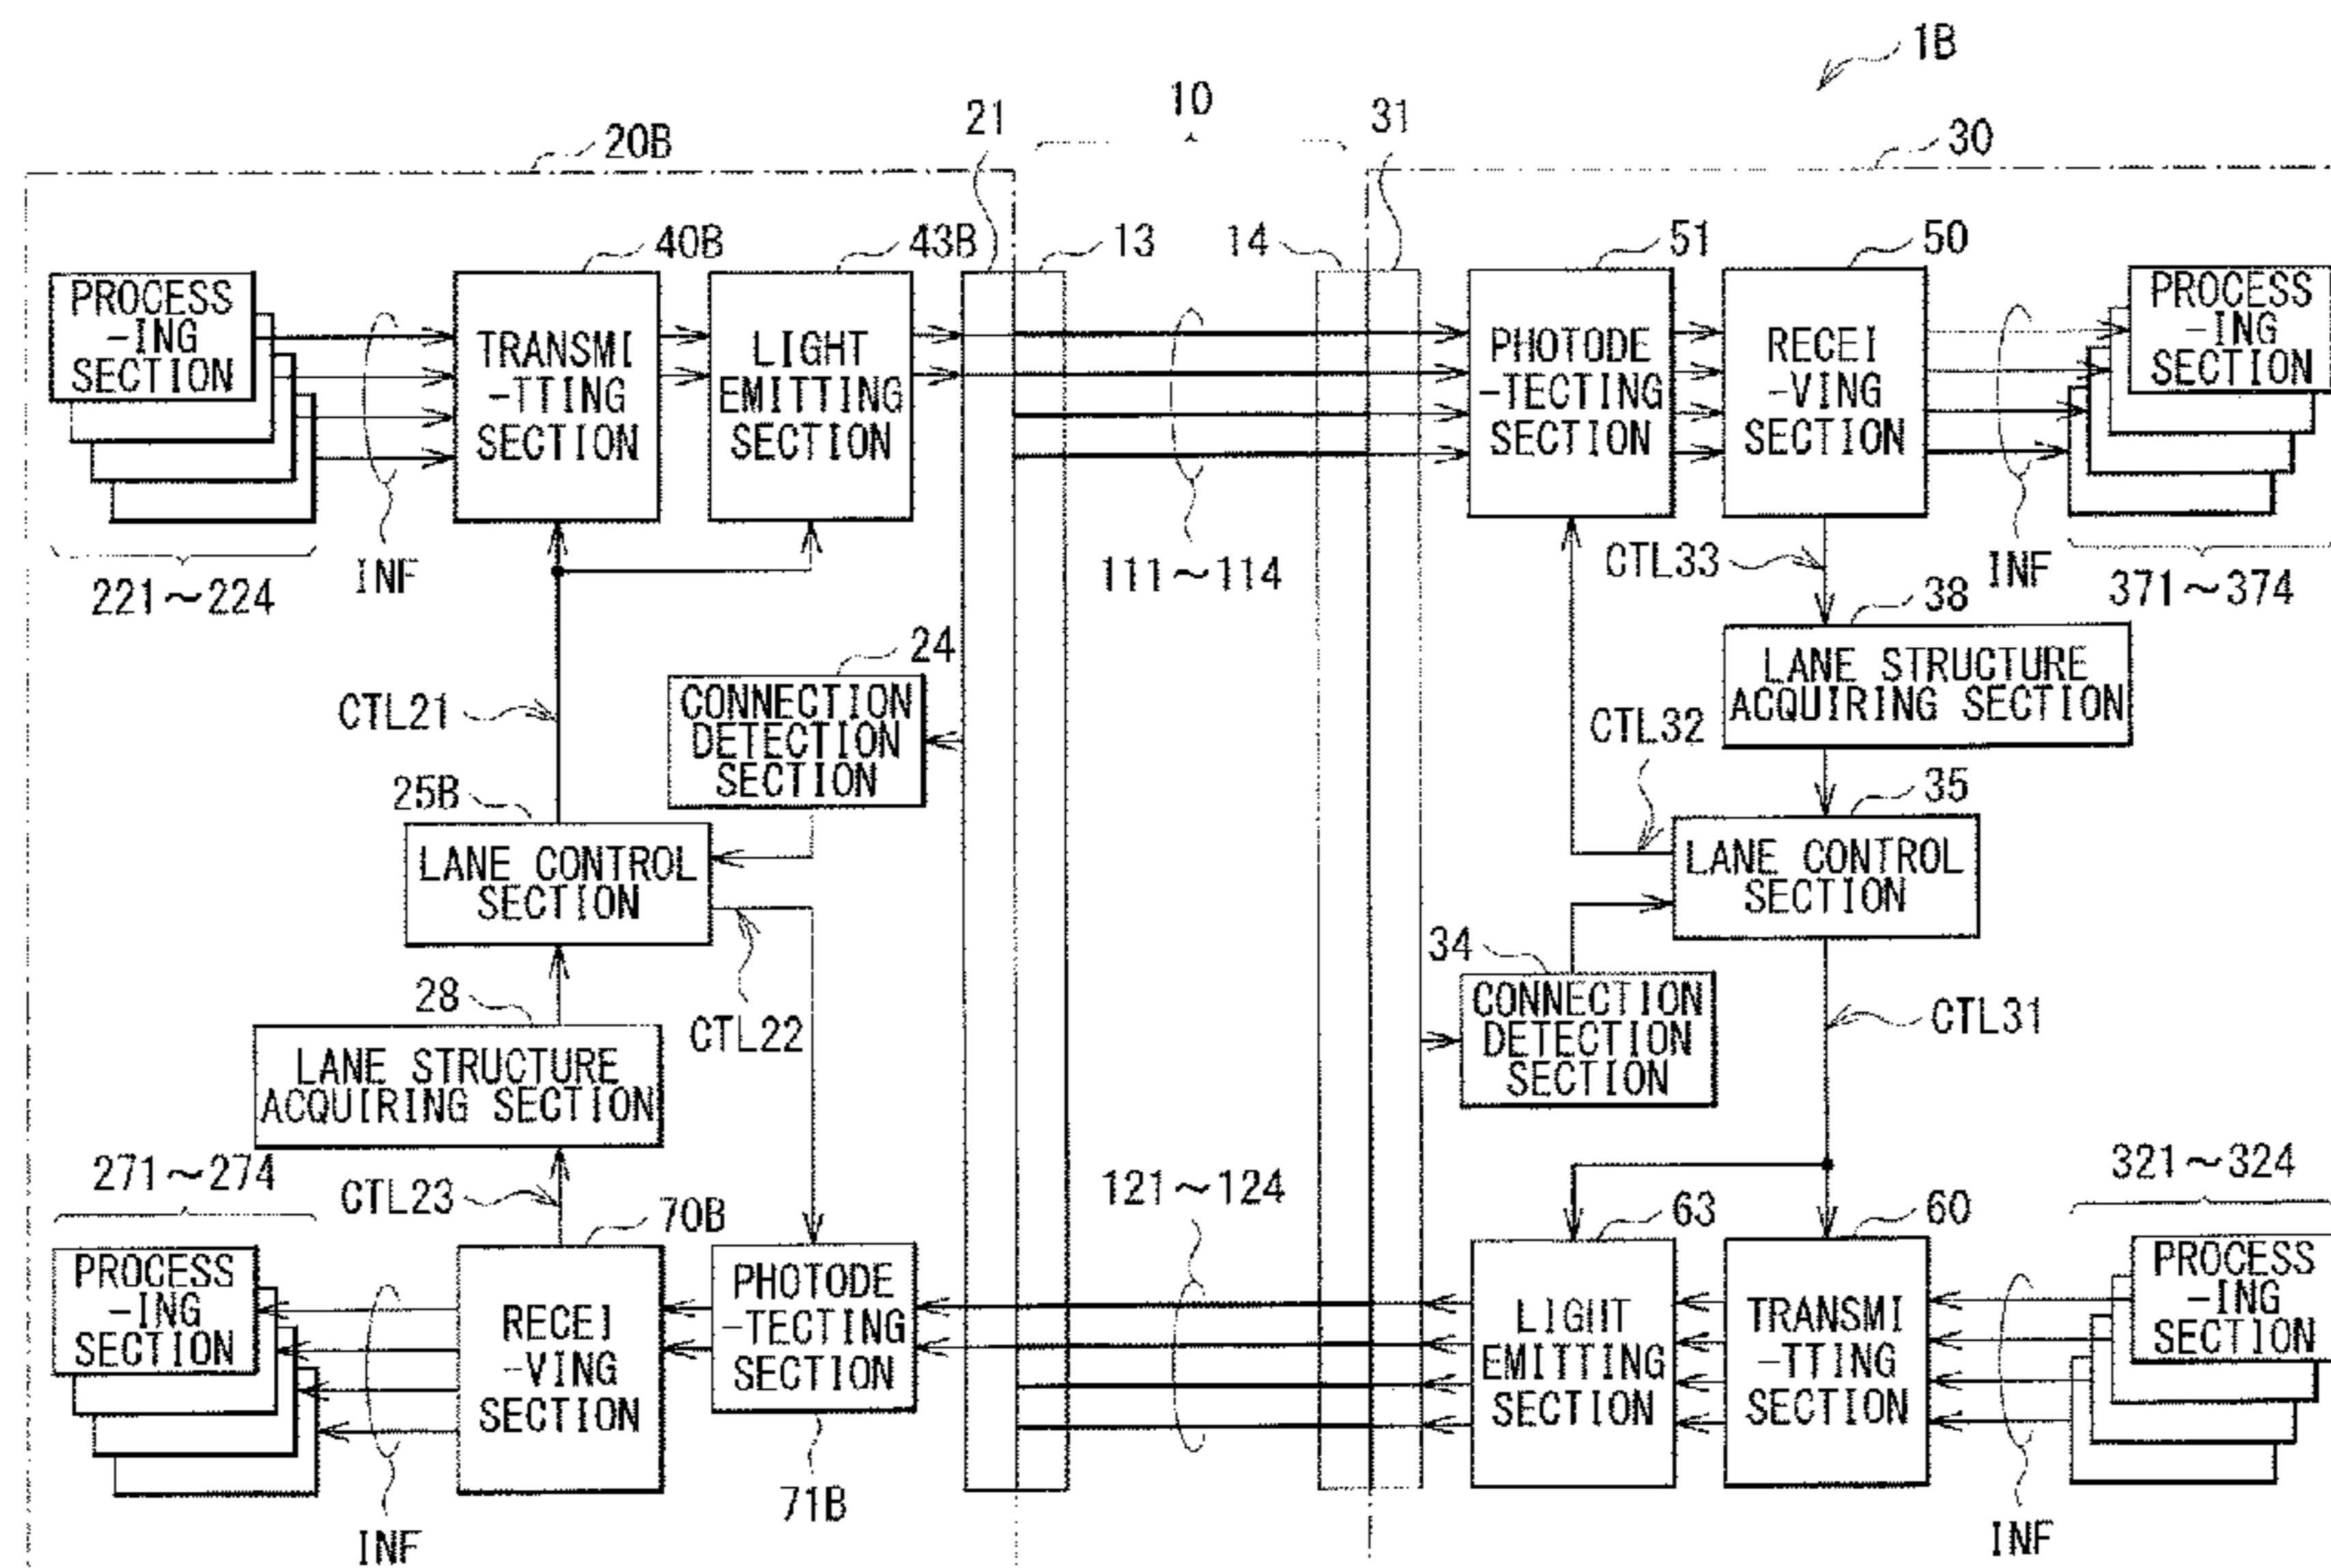 1B
10
21
31
20B
30
40B
43B
13
14
51
50
PROCESS
-ING
SECTION
TRANSMI
-TTING
SECTION
LIGHT
EMITTING
SECTION
PHOTODE
-TECTING
SECTION
RECEI
-VING
SECTION
PROCESS
-ING
SECTION
221～224
INF
111～114
CTL33
INF
371～374
38
24
LANE STRUCTURE
ACQUIRING SECTION
CTL21
CONNECTION
DETECTION
SECTION
CTL32
25B
35
LANE CONTROL
SECTION
LANE CONTROL
SECTION
34
28
CTL22
CONNECTION
DETECTION
SECTION
CTL31
LANE STRUCTURE
ACQUIRING SECTION
271～274
CTL23
70B
121～124
63
60
321～324
PROCESS
-ING
SECTION
RECEI
-VING
SECTION
PHOTODE
-TECTING
SECTION
LIGHT
EMITTING
SECTION
TRANSMI
-TTING
SECTION
PROCESS
-ING
SECTION
71B
INF
INF